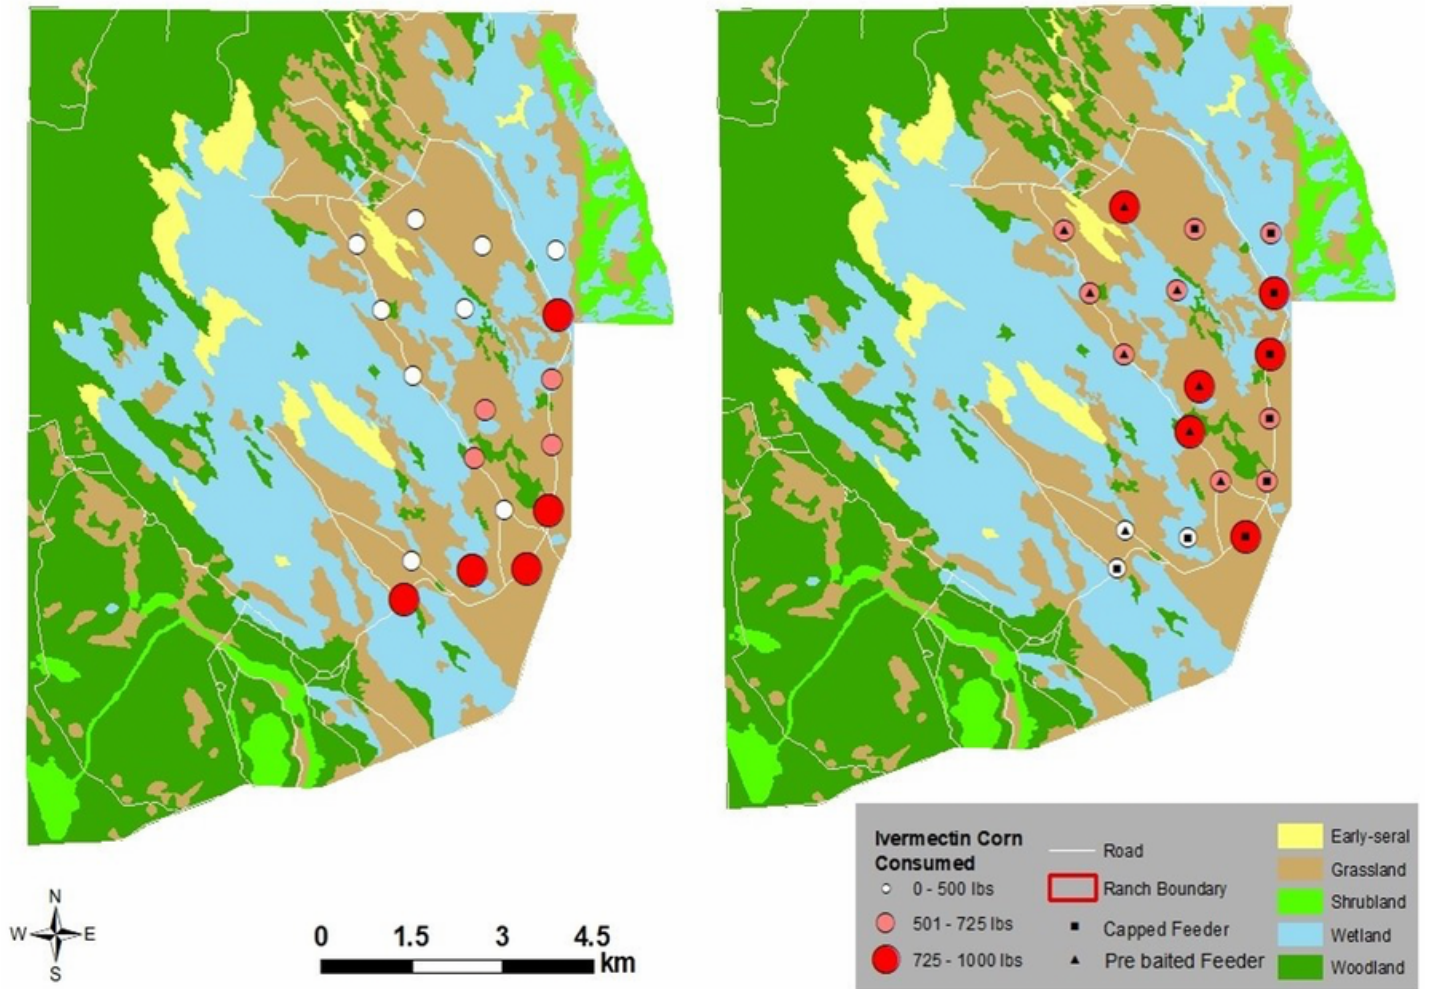 N
W E
S
0 1.5 3 4.5
km
Ivermectin Corn
Consumed
0 - 500 lbs
501 - 725 lbs
725 - 1000 lbs
Road
Ranch Boundary
Capped Feeder
Pre baited Feeder
Early-seral
Grassland
Shrubland
Wetland
Woodland